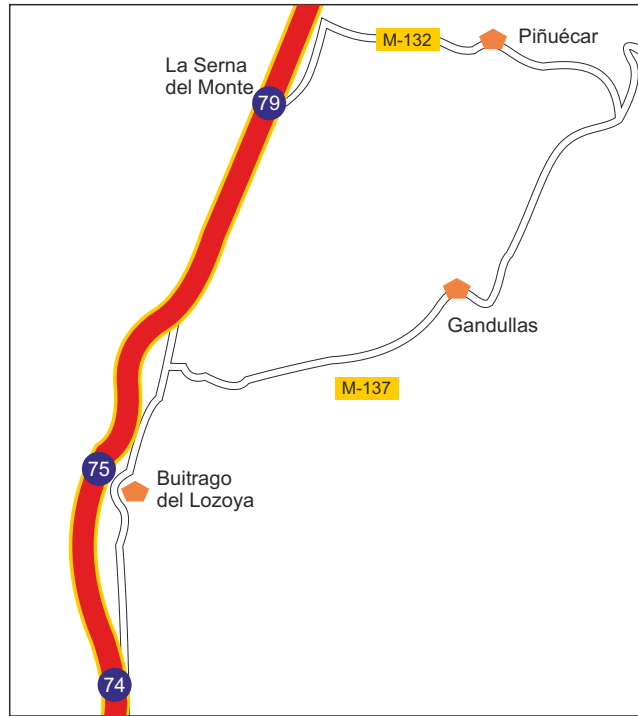 M-132
Piñuécar
La Serna
del Monte
79
Gandullas
M-137
75
Buitrago
del Lozoya
74